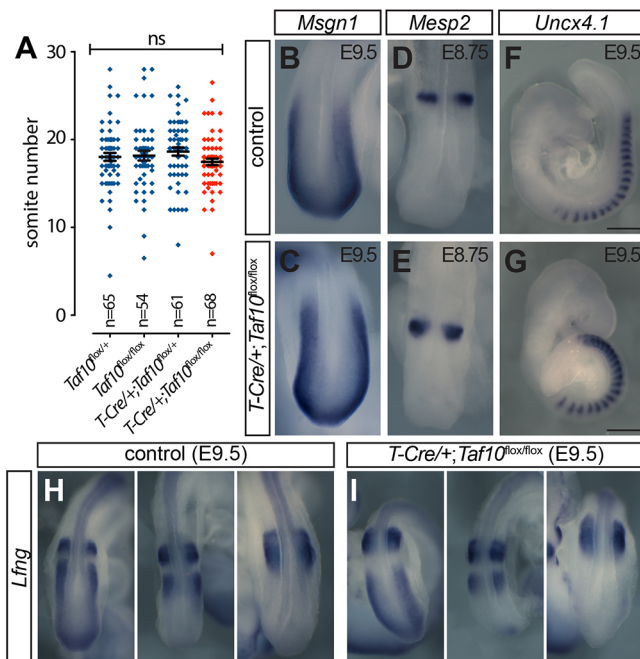 A
ns
somite number
30
20
10
0
n=65
n=54
n=61
n=68
Taf10flox/+
Taf10flox/flox
T-Cre/+;Taf10flox/+
T-Cre/+;Taf10flox/flox
Msgn1
Mesp2
Uncx4.1
control
B
E9.5
D
E8.75
F
E9.5
T-Cre/+;Taf10flox/flox
C
E9.5
E
E8.75
G
E9.5
control (E9.5)
T-Cre/+;Taf10flox/flox (E9.5)
Lfng
H
I